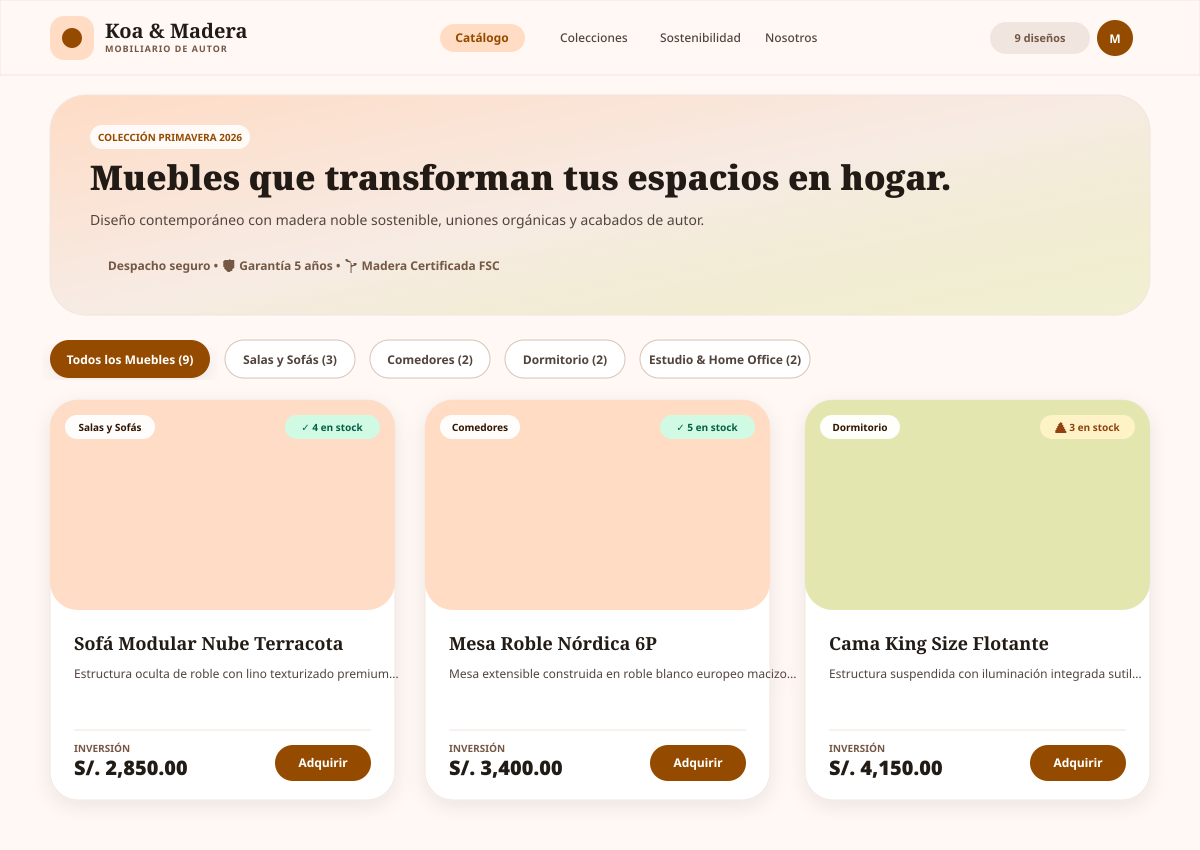 Koa & Madera
MOBILIARIO DE AUTOR
Catálogo
Colecciones
Sostenibilidad
Nosotros
9 diseños
M
COLECCIÓN PRIMAVERA 2026
Muebles que transforman tus espacios en hogar.
Diseño contemporáneo con madera noble sostenible, uniones orgánicas y acabados de autor.
Despacho seguro • Garantía 5 años • Madera Certificada FSC
Todos los Muebles (9)
Salas y Sofás (3)
Comedores (2)
Dormitorio (2)
Estudio & Home Office (2)
Salas y Sofás
✓ 4 en stock
Sofá Modular Nube Terracota
Estructura oculta de roble con lino texturizado premium...
INVERSIÓN
S/. 2,850.00
Adquirir
Comedores
✓ 5 en stock
Mesa Roble Nórdica 6P
Mesa extensible construida en roble blanco europeo macizo...
INVERSIÓN
S/. 3,400.00
Adquirir
Dormitorio
3 en stock
Cama King Size Flotante
Estructura suspendida con iluminación integrada sutil...
INVERSIÓN
S/. 4,150.00
Adquirir